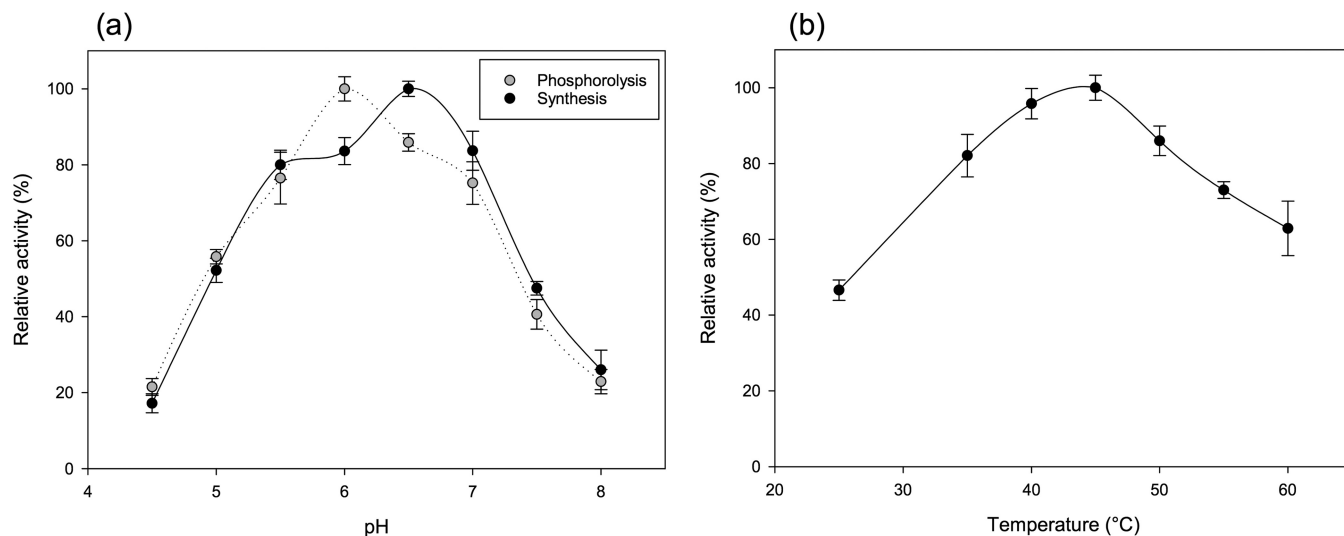 (a)
Phosphorolysis
Synthesis
Relative activity (%)
100
80
60
40
20
0
4 5 6 7 8
pH
(b)
Relative activity (%)
100
80
60
40
20
0
20 30 40 50 60
Temperature (°C)